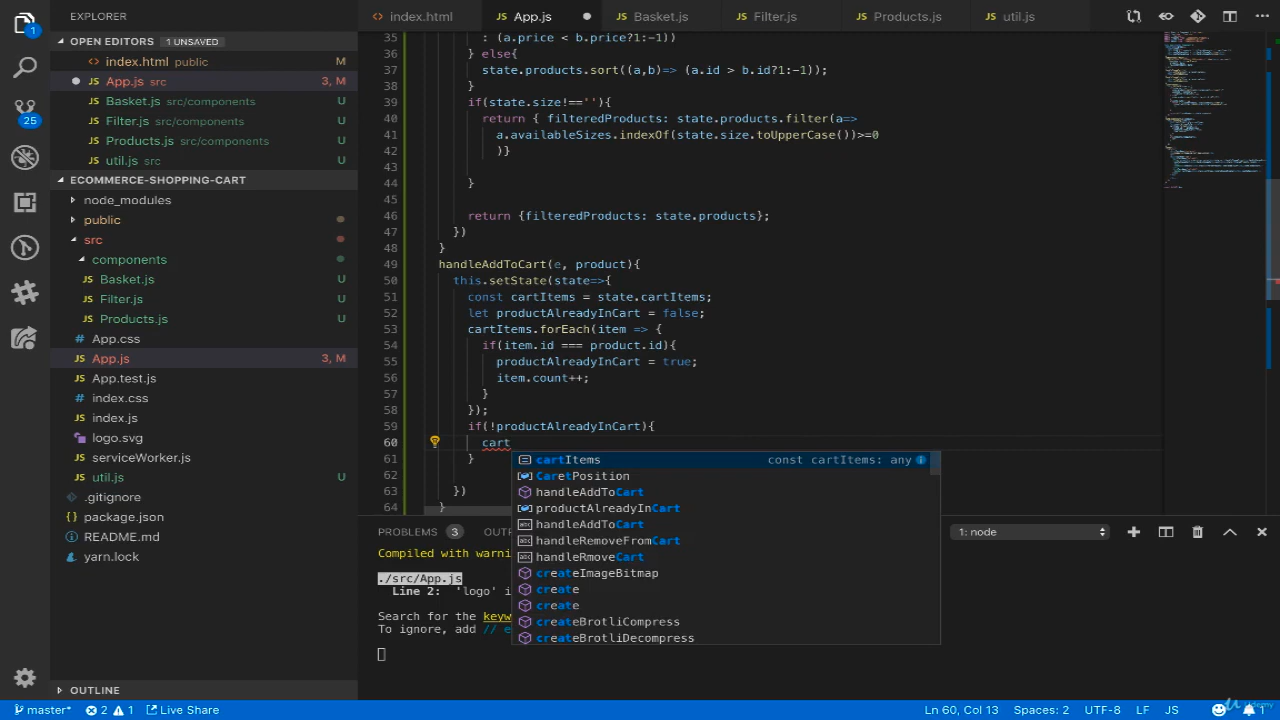 EXPLORER
index.html
App.js
Basket.js
Filter.js
Products.js
util.js
OPEN EDITORS 1 UNSAVED
index.html public M
App.js src 3, M
Basket.js src/components U
Filter.js src/components U
Products.js src/components U
util.js src U
ECOMMERCE-SHOPPING-CART
node_modules
public
src
components
Basket.js U
Filter.js U
Products.js U
App.css
App.js 3, M
App.test.js
index.css
index.js
logo.svg
serviceWorker.js
util.js U
.gitignore
package.json
README.md
yarn.lock
OUTLINE
1
25
35 : (a.price < b.price?1:-1))
36 } else{
37 state.products.sort((a,b)=> (a.id > b.id?1:-1));
38 }
39 if(state.size!==''){
40 return { filteredProducts: state.products.filter(a=>
41 a.availableSizes.indexOf(state.size.toUpperCase())>=0
42 )}
43
44 }
45
46 return {filteredProducts: state.products};
47 })
48 }
49 handleAddToCart(e, product){
50 this.setState(state=>{
51 const cartItems = state.cartItems;
52 let productAlreadyInCart = false;
53 cartItems.forEach(item => {
54 if(item.id === product.id){
55 productAlreadyInCart = true;
56 item.count++;
57 }
58 });
59 if(!productAlreadyInCart){
60 cart
61 }
62
63 })
64 }
cartItems const cartItems: any
CaretPosition
handleAddToCart
productAlreadyInCart
handleAddToCart
handleRemoveFromCart
handleRmoveCart
createImageBitmap
create
create
createBrotliCompress
createBrotliDecompress
PROBLEMS 3 OUT
1: node
Compiled with warni
./src/App.js
Line 2: 'logo' i
Search for the keyw
To ignore, add // e
master* 2 1 Live Share
Ln 60, Col 13 Spaces: 2 UTF-8 LF JS 1